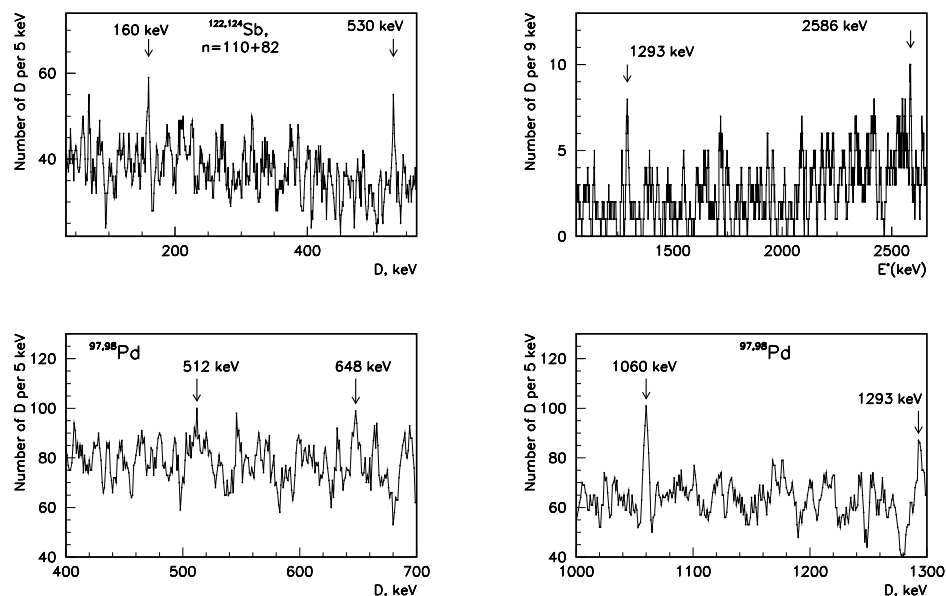 Number of D per 5 keV
160 keV
122,124Sb,
n=110+82
530 keV
60
40
200
400
D, keV
Number of D per 9 keV
1293 keV
2586 keV
10
5
0
1500
2000
2500
E*(keV)
Number of D per 5 keV
97,98Pd
512 keV
648 keV
120
100
80
60
40
400
500
600
700
D, keV
Number of D per 5 keV
97,98Pd
1060 keV
1293 keV
120
100
80
60
40
1000
1100
1200
1300
D, keV